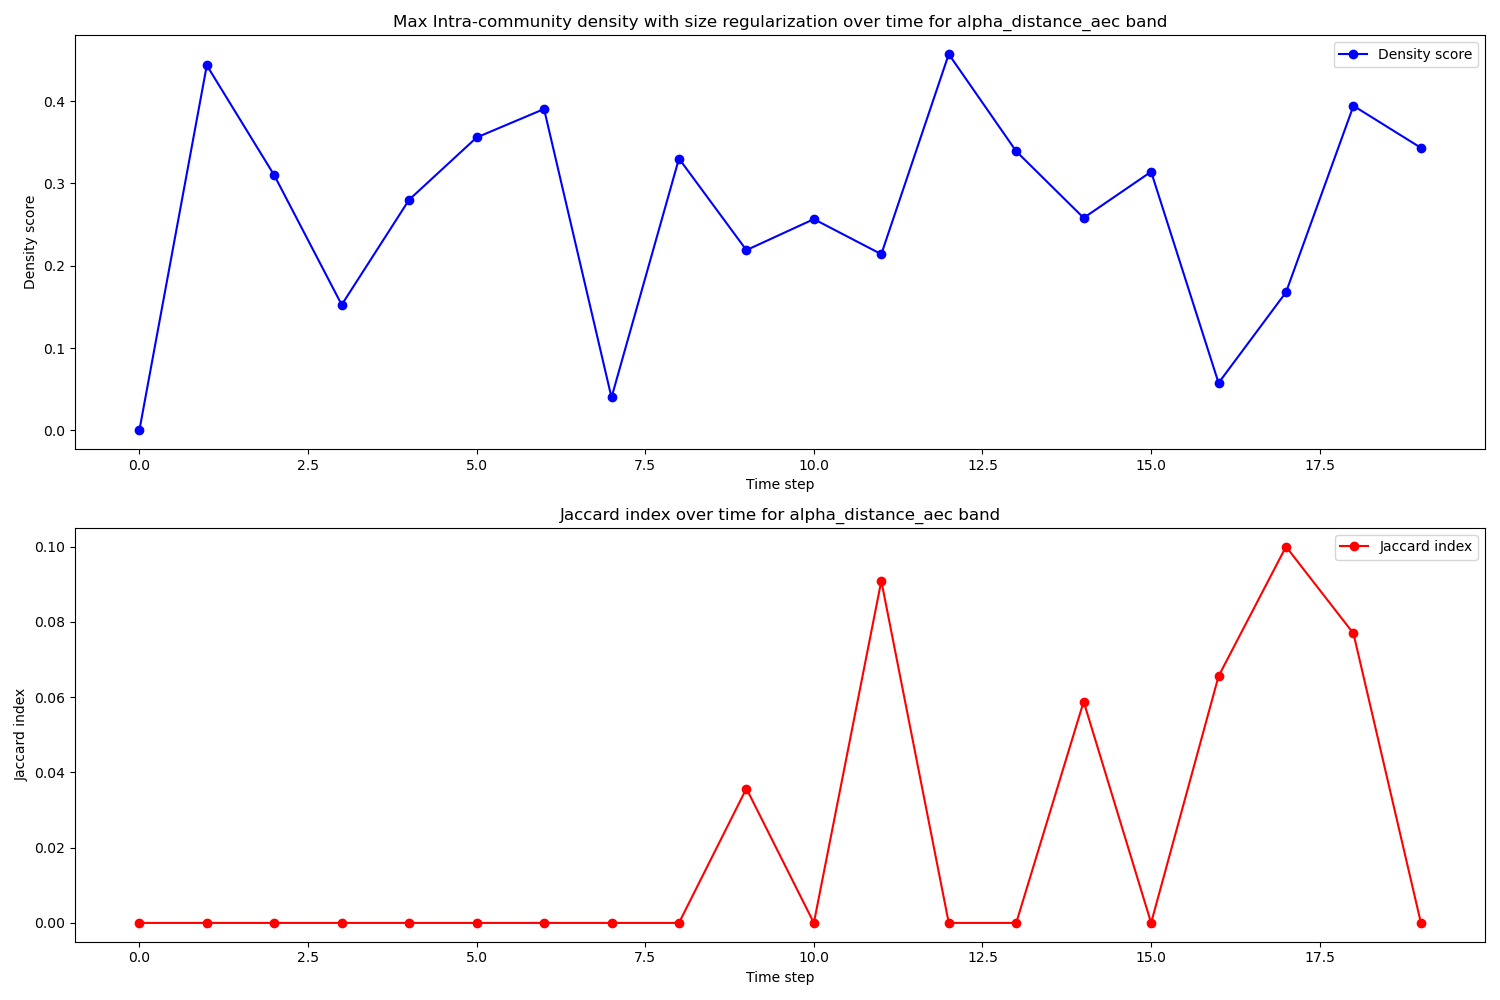 Max Intra-community density with size regularization over time for alpha_distance_aec band
Density score
0.4
0.3
0.2
0.1
0.0
Density score
0.0 2.5 5.0 7.5 10.0 12.5 15.0 17.5
Time step
Jaccard index over time for alpha_distance_aec band
Jaccard index
0.10
0.08
0.06
0.04
0.02
0.00
Jaccard index
0.0 2.5 5.0 7.5 10.0 12.5 15.0 17.5
Time step